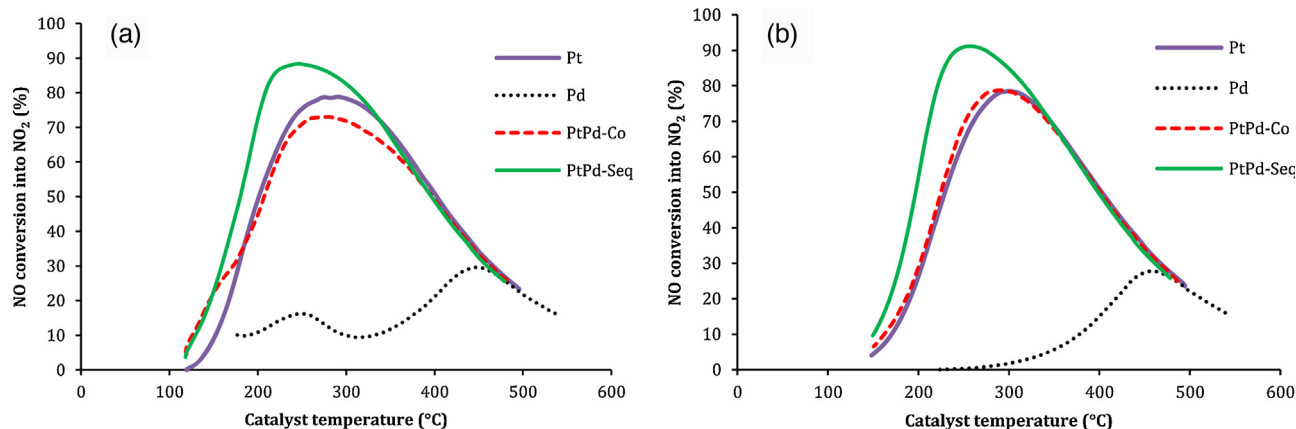 (a)
NO conversion into NO₂ (%)
100
90
80
70
60
50
40
30
20
10
0
0 100 200 300 400 500 600
Catalyst temperature (°C)
Pt
Pd
PtPd-Co
PtPd-Seq
(b)
NO conversion into NO₂ (%)
100
90
80
70
60
50
40
30
20
10
0
0 100 200 300 400 500 600
Catalyst temperature (°C)
Pt
Pd
PtPd-Co
PtPd-Seq